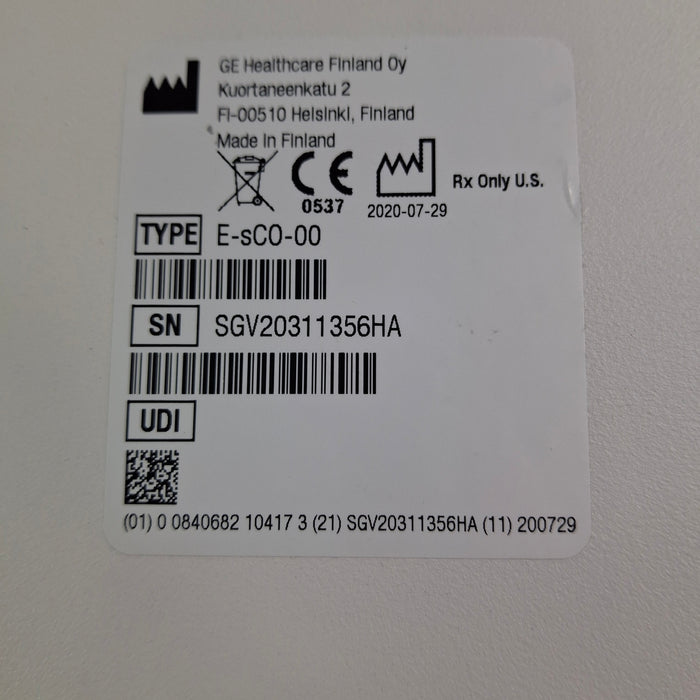 GE Healthcare Finland Oy
Kuortaneenkatu 2
FI-00510 Helsinki, Finland
Made in Finland
CE
0537
2020-07-29
Rx Only U.S.
TYPE E-sCO-00
SN SGV20311356HA
UDI
(01) 0 0840682 10417 3 (21) SGV20311356HA (11) 200729